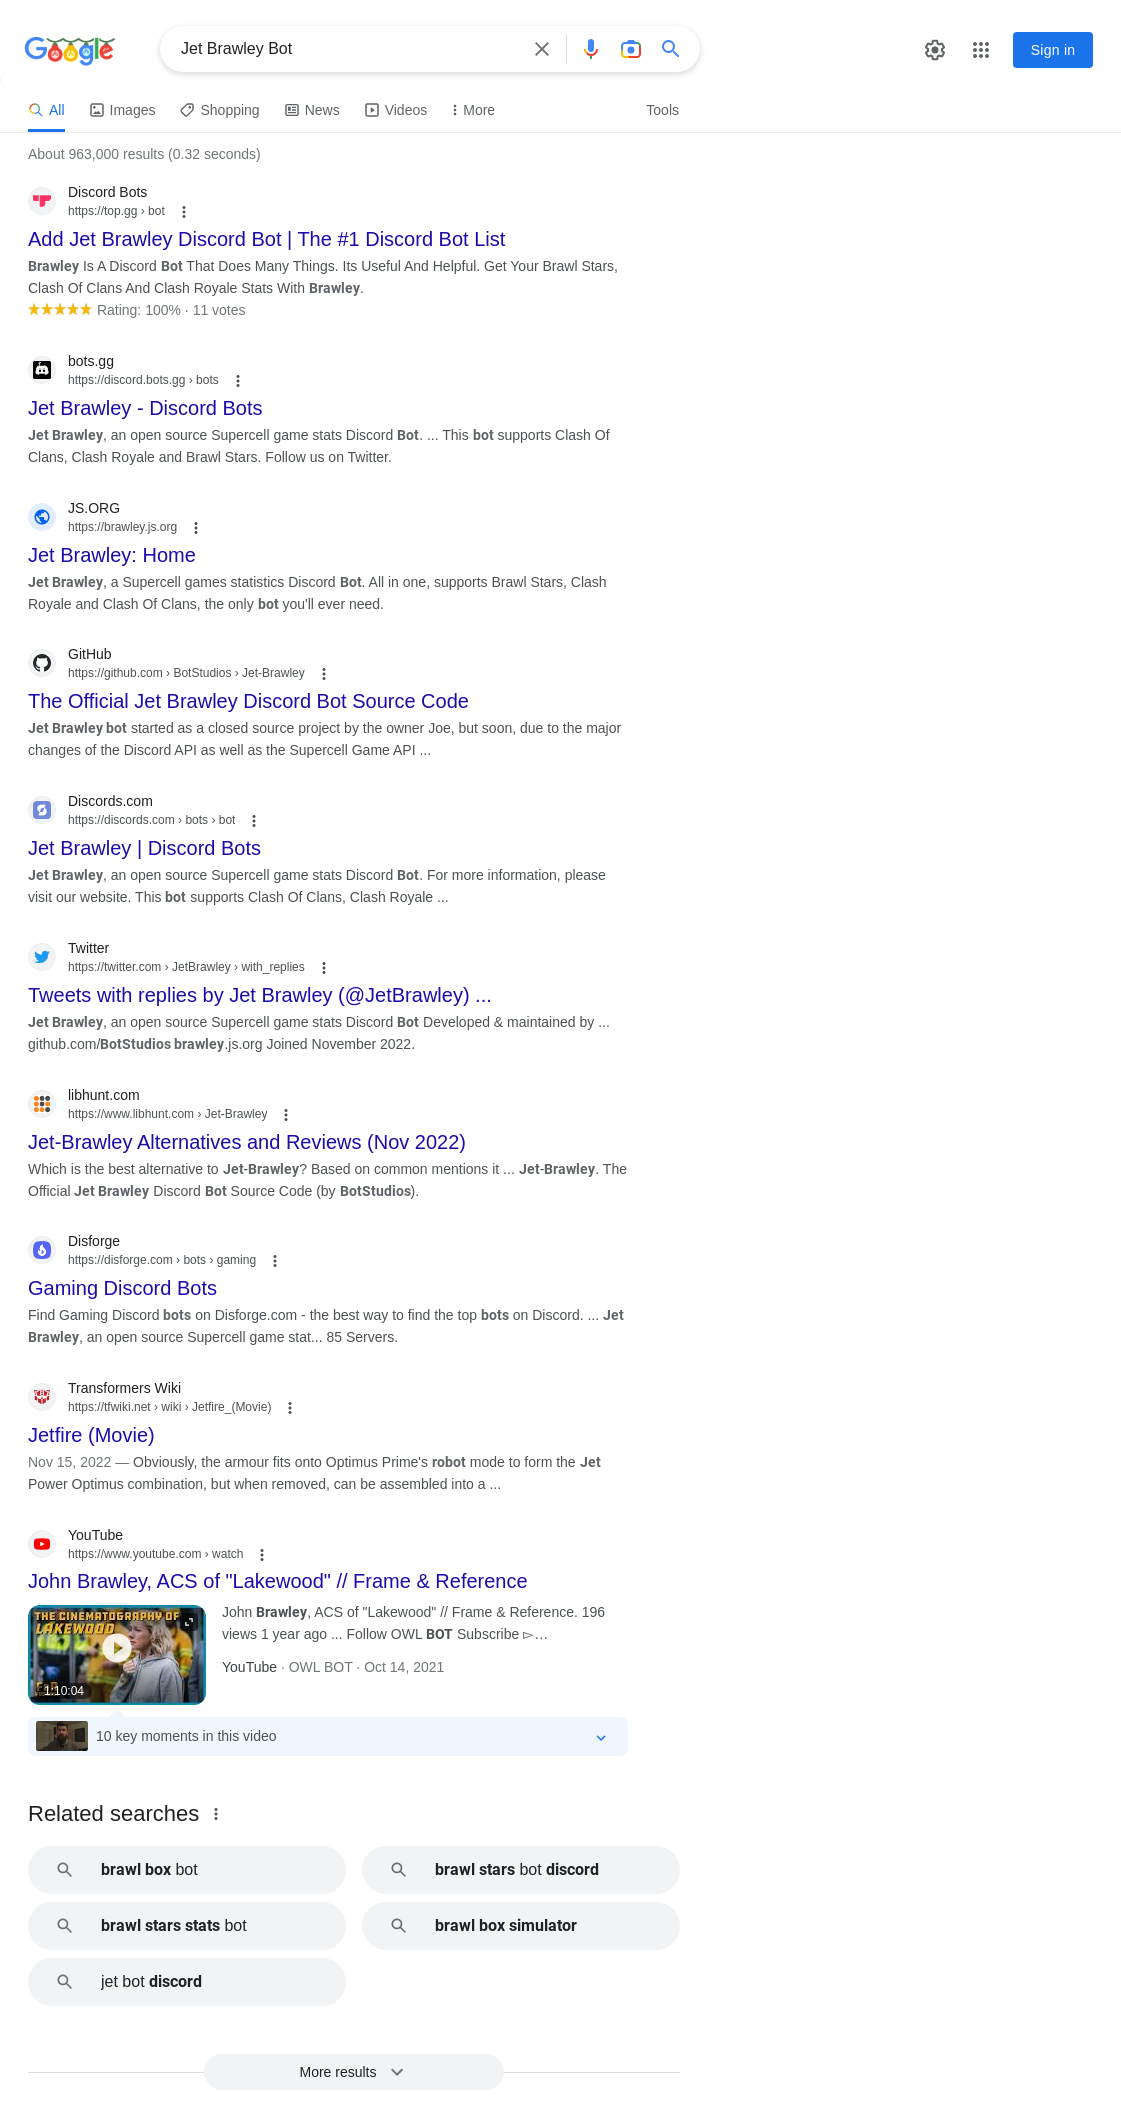 Google
Jet Brawley Bot
Sign in
All Images Shopping News Videos More Tools
About 963,000 results (0.32 seconds)
Discord Bots
https://top.gg › bot
Add Jet Brawley Discord Bot | The #1 Discord Bot List
Brawley Is A Discord Bot That Does Many Things. Its Useful And Helpful. Get Your Brawl Stars,
Clash Of Clans And Clash Royale Stats With Brawley.
Rating: 100% · 11 votes
bots.gg
https://discord.bots.gg › bots
Jet Brawley - Discord Bots
Jet Brawley, an open source Supercell game stats Discord Bot. ... This bot supports Clash Of
Clans, Clash Royale and Brawl Stars. Follow us on Twitter.
JS.ORG
https://brawley.js.org
Jet Brawley: Home
Jet Brawley, a Supercell games statistics Discord Bot. All in one, supports Brawl Stars, Clash
Royale and Clash Of Clans, the only bot you'll ever need.
GitHub
https://github.com › BotStudios › Jet-Brawley
The Official Jet Brawley Discord Bot Source Code
Jet Brawley bot started as a closed source project by the owner Joe, but soon, due to the major
changes of the Discord API as well as the Supercell Game API ...
Discords.com
https://discords.com › bots › bot
Jet Brawley | Discord Bots
Jet Brawley, an open source Supercell game stats Discord Bot. For more information, please
visit our website. This bot supports Clash Of Clans, Clash Royale ...
Twitter
https://twitter.com › JetBrawley › with_replies
Tweets with replies by Jet Brawley (@JetBrawley) ...
Jet Brawley, an open source Supercell game stats Discord Bot Developed & maintained by ...
github.com/BotStudios brawley.js.org Joined November 2022.
libhunt.com
https://www.libhunt.com › Jet-Brawley
Jet-Brawley Alternatives and Reviews (Nov 2022)
Which is the best alternative to Jet-Brawley? Based on common mentions it ... Jet-Brawley. The
Official Jet Brawley Discord Bot Source Code (by BotStudios).
Disforge
https://disforge.com › bots › gaming
Gaming Discord Bots
Find Gaming Discord bots on Disforge.com - the best way to find the top bots on Discord. ... Jet
Brawley, an open source Supercell game stat... 85 Servers.
Transformers Wiki
https://tfwiki.net › wiki › Jetfire_(Movie)
Jetfire (Movie)
Nov 15, 2022 — Obviously, the armour fits onto Optimus Prime's robot mode to form the Jet
Power Optimus combination, but when removed, can be assembled into a ...
YouTube
https://www.youtube.com › watch
John Brawley, ACS of "Lakewood" // Frame & Reference
THE CINEMATOGRAPHY OF
LAKEWOOD
1:10:04
John Brawley, ACS of "Lakewood" // Frame & Reference. 196
views 1 year ago ... Follow OWL BOT Subscribe ▻…
YouTube · OWL BOT · Oct 14, 2021
10 key moments in this video
Related searches
brawl box bot
brawl stars bot discord
brawl stars stats bot
brawl box simulator
jet bot discord
More results